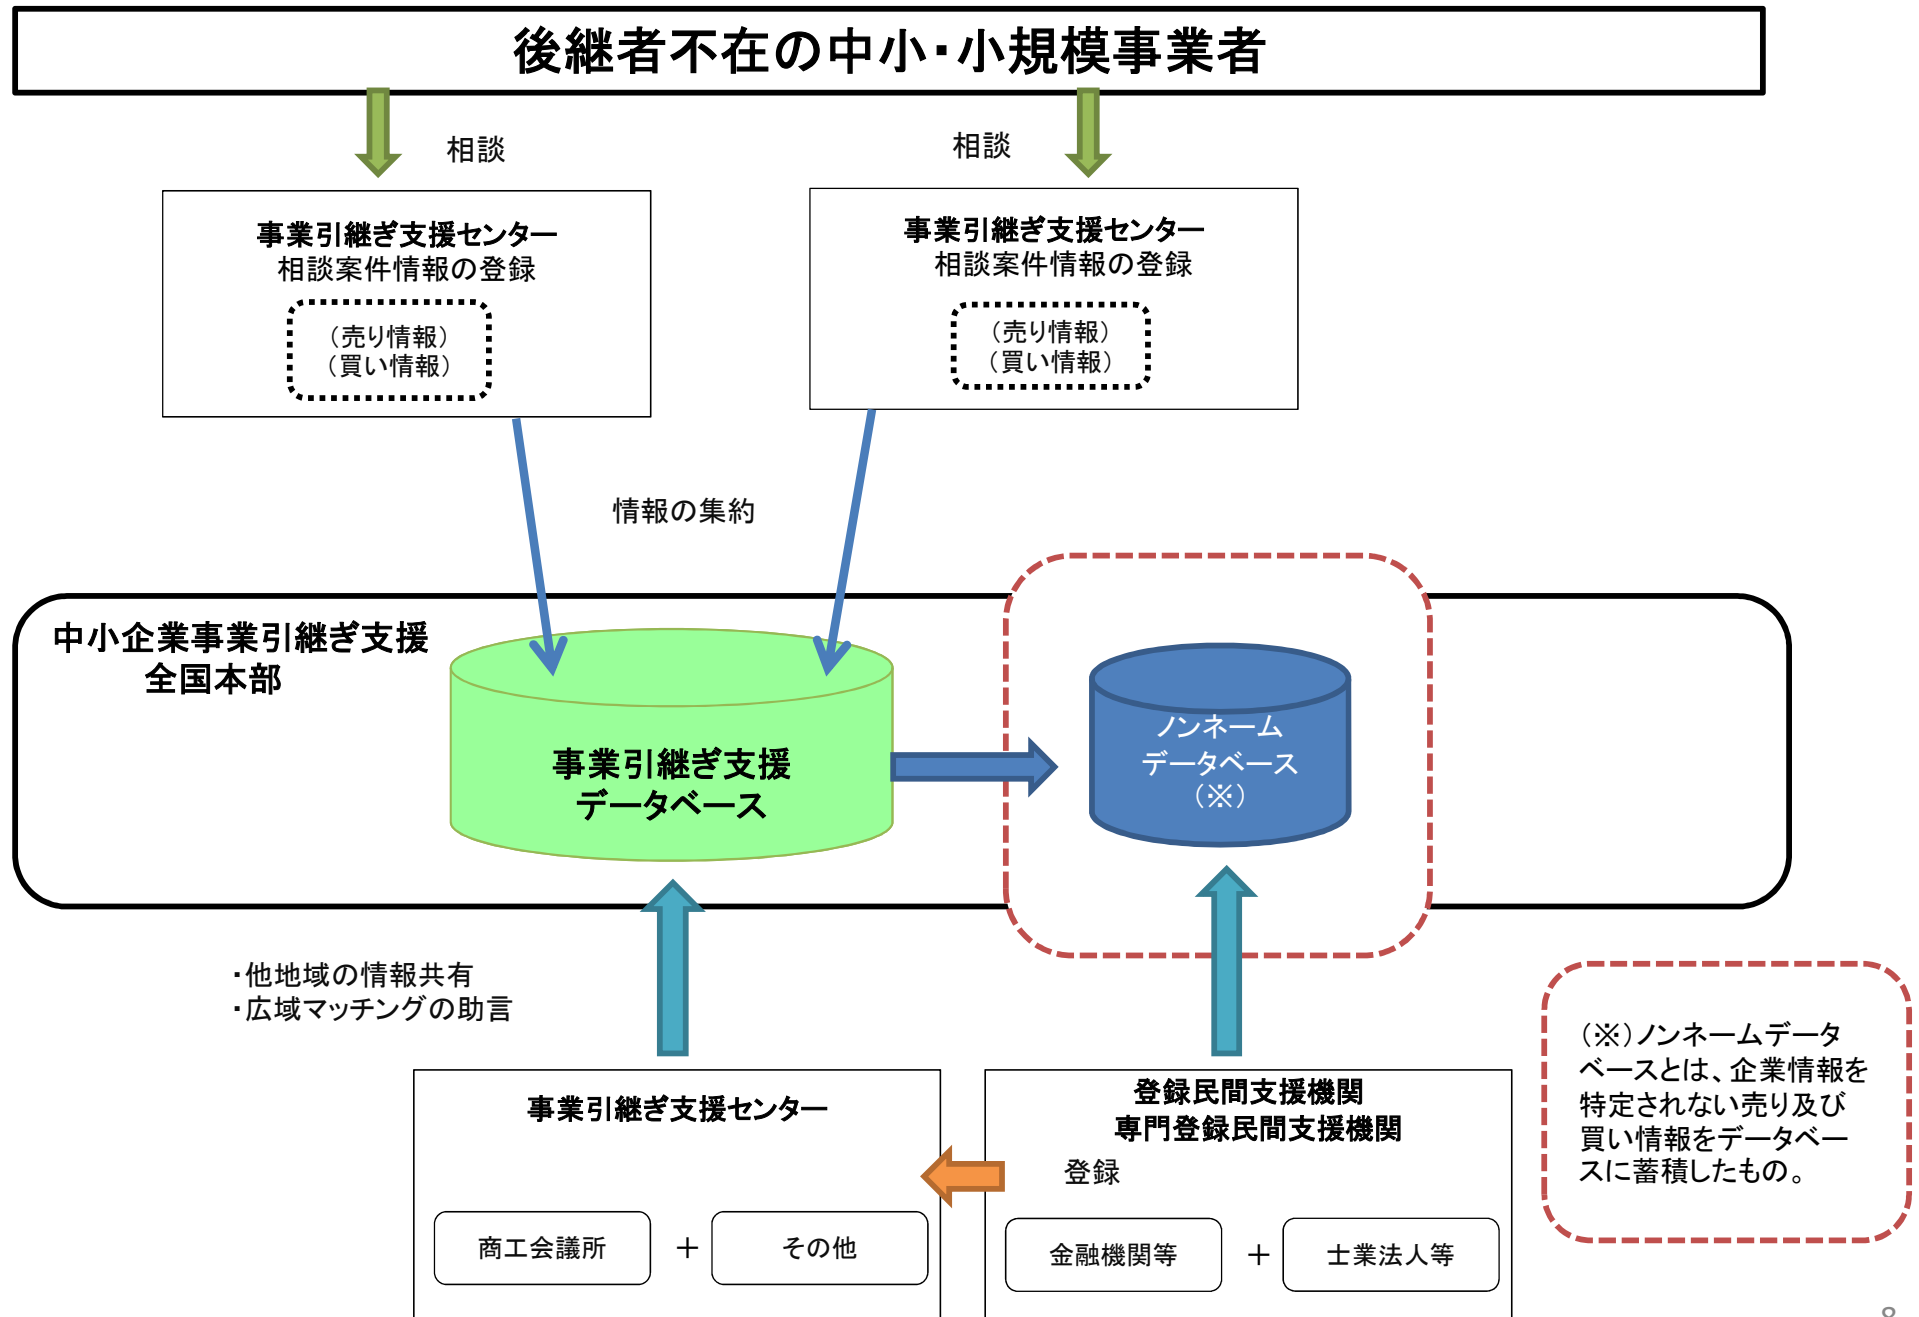 後継者不在の中小・小規模事業者
相談
相談
事業引継ぎ支援センター
相談案件情報の登録
（売り情報）
（買い情報）
事業引継ぎ支援センター
相談案件情報の登録
（売り情報）
（買い情報）
情報の集約
中小企業事業引継ぎ支援
全国本部
事業引継ぎ支援
データベース
ノンネーム
データベース
（※）
・他地域の情報共有
・広域マッチングの助言
（※）ノンネームデータ
ベースとは、企業情報を
特定されない売り及び
買い情報をデータベー
スに蓄積したもの。
事業引継ぎ支援センター
商工会議所
＋
その他
登録民間支援機関
専門登録民間支援機関
登録
金融機関等
＋
士業法人等
8